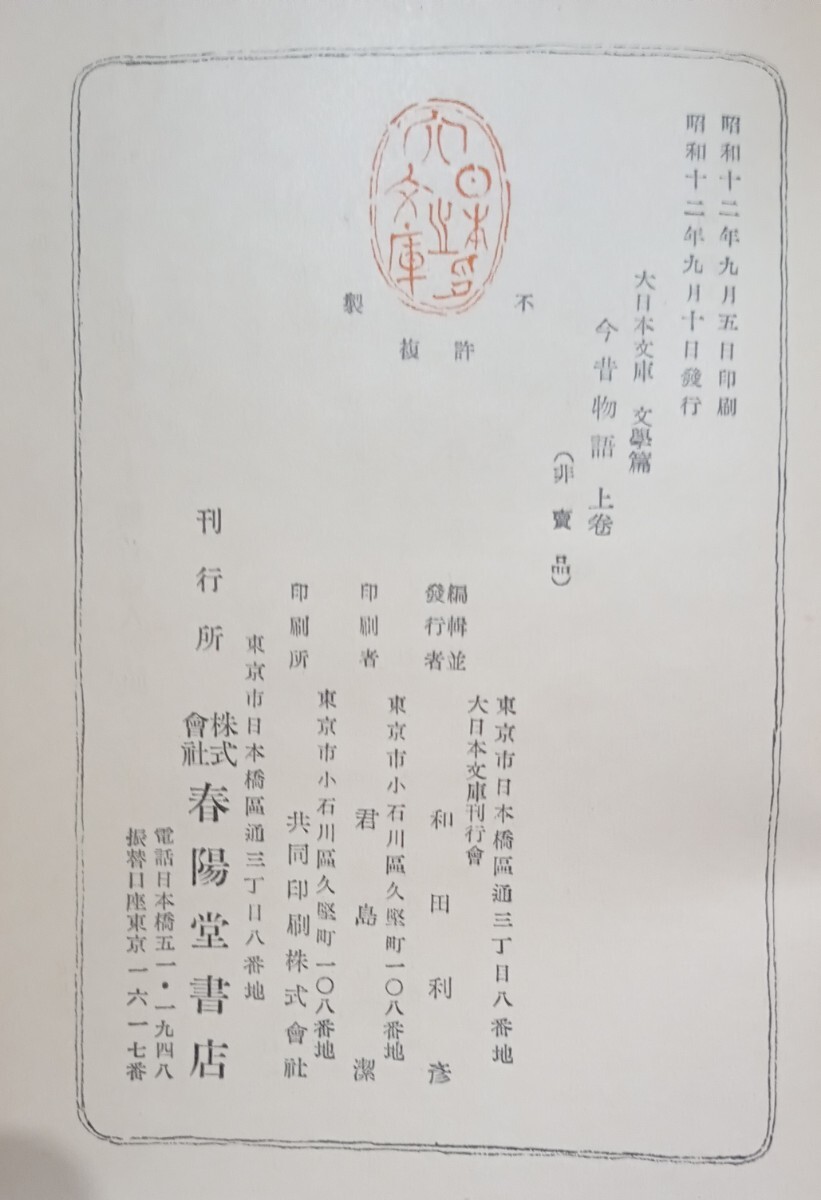 昭和十二年九月五日印刷
昭和十二年九月十日發行
大日本文庫 文學篇
今昔物語 上卷
(非賣品)
不許複製
大日本文庫之印
東京市日本橋區通三丁目八番地
大日本文庫刊行會
編輯並發行者 和田利彥
東京市小石川區久堅町一〇八番地
印刷者 君島潔
東京市小石川區久堅町一〇八番地
印刷所 共同印刷株式會社
東京市日本橋區通三丁目八番地
刊行所 株式會社 春陽堂書店
電話日本橋五一・一九四八
振替口座東京一六一七番